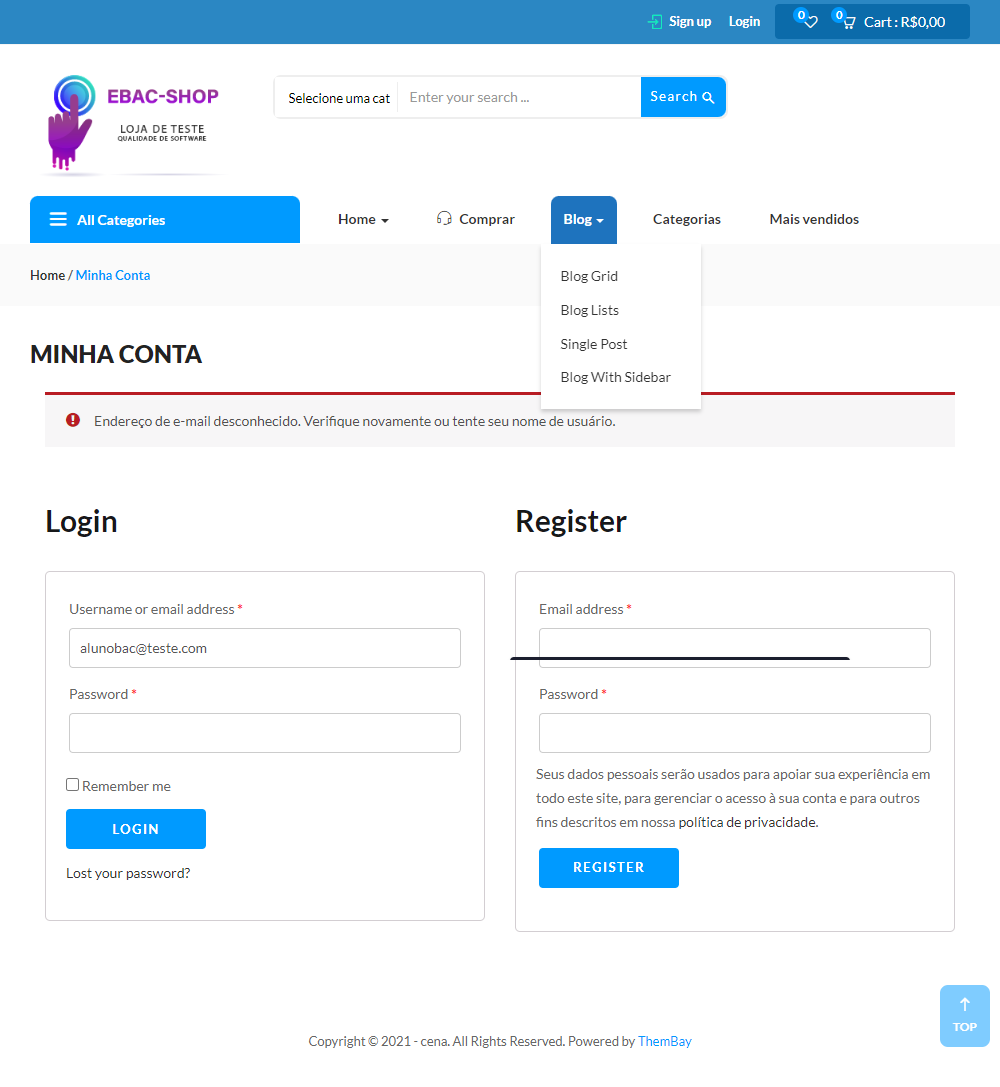 Sign up Login 0 0 Cart : R$0,00
EBAC-SHOP
LOJA DE TESTE
QUALIDADE DE SOFTWARE
Selecione uma cat Enter your search ... Search
All Categories Home Comprar Blog Categorias Mais vendidos
Home / Minha Conta
Blog Grid
Blog Lists
Single Post
Blog With Sidebar
MINHA CONTA
Endereço de e-mail desconhecido. Verifique novamente ou tente seu nome de usuário.
Login
Username or email address *
alunobac@teste.com
Password *
Remember me
LOGIN
Lost your password?
Register
Email address *
Password *
Seus dados pessoais serão usados para apoiar sua experiência em
todo este site, para gerenciar o acesso à sua conta e para outros
fins descritos em nossa política de privacidade.
REGISTER
TOP
Copyright © 2021 - cena. All Rights Reserved. Powered by ThemBay